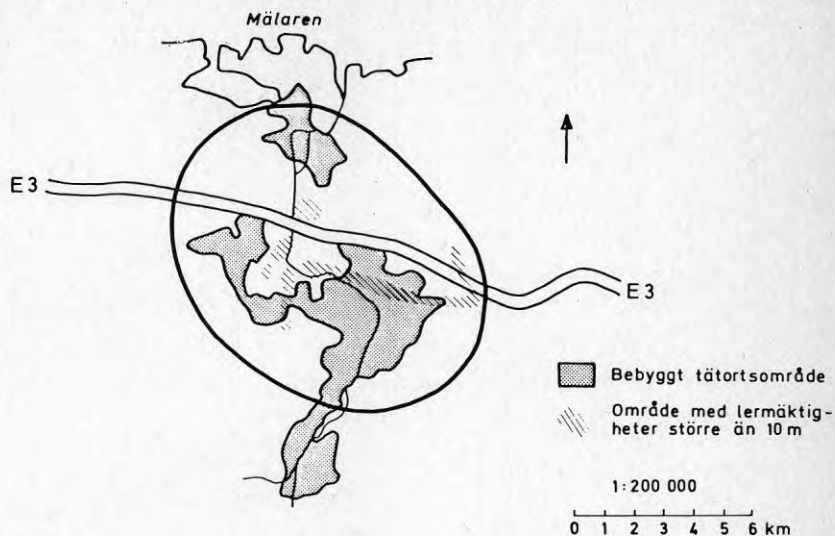 Mälaren
E3
E3
Bebyggt tätortsområde
Område med lermäktig-
heter större än 10 m
1:200 000
0 1 2 3 4 5 6 km